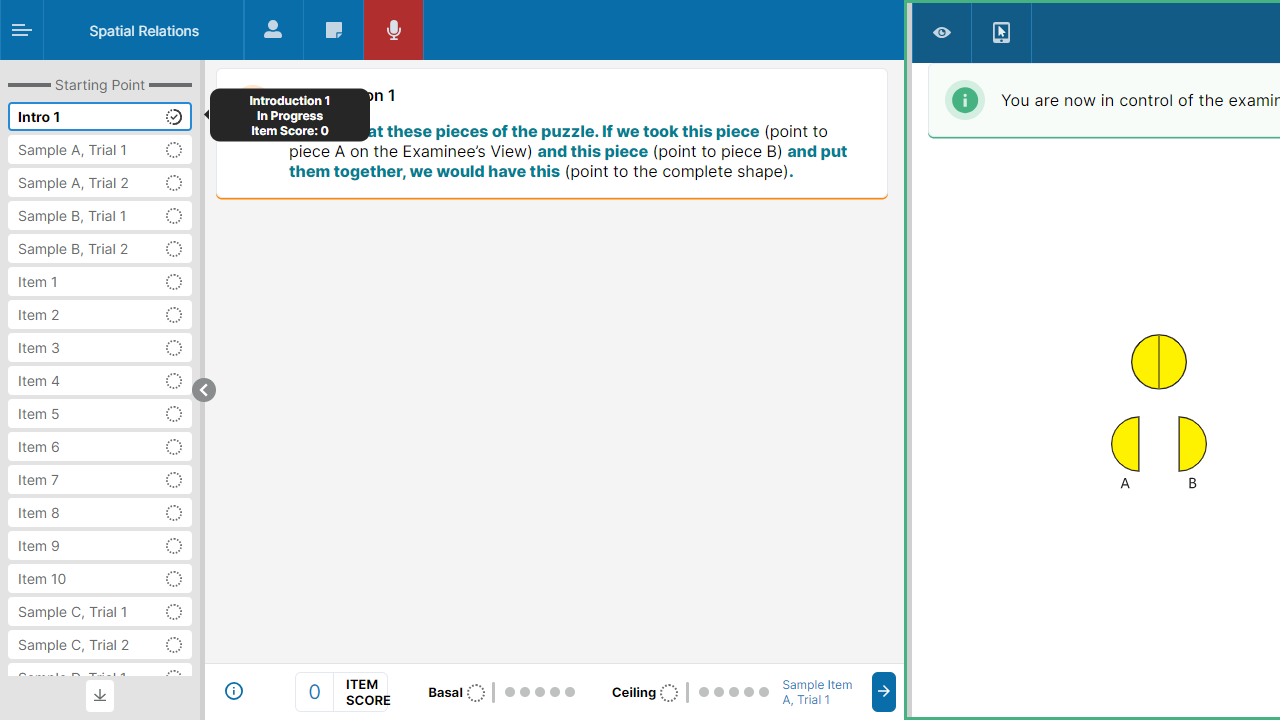 Spatial Relations
Starting Point
Intro 1
Sample A, Trial 1
Sample A, Trial 2
Sample B, Trial 1
Sample B, Trial 2
Item 1
Item 2
Item 3
Item 4
Item 5
Item 6
Item 7
Item 8
Item 9
Item 10
Sample C, Trial 1
Sample C, Trial 2
Introduction 1
In Progress
Item Score: 0
on 1
at these pieces of the puzzle. If we took this piece (point to
piece A on the Examinee’s View) and this piece (point to piece B) and put
them together, we would have this (point to the complete shape).
0
ITEM
SCORE
Basal
Ceiling
Sample Item
A, Trial 1
You are now in control of the examin
A
B